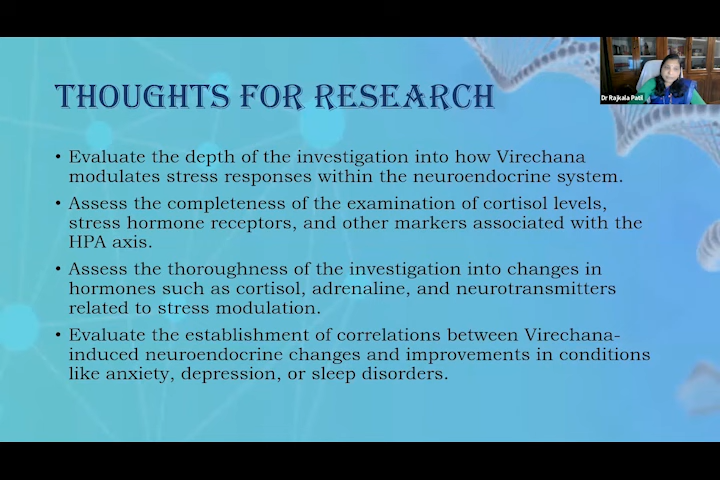 THOUGHTS FOR RESEARCH
Dr Rajkala Patil
• Evaluate the depth of the investigation into how Virechana
modulates stress responses within the neuroendocrine system.
• Assess the completeness of the examination of cortisol levels,
stress hormone receptors, and other markers associated with the
HPA axis.
• Assess the thoroughness of the investigation into changes in
hormones such as cortisol, adrenaline, and neurotransmitters
related to stress modulation.
• Evaluate the establishment of correlations between Virechana-
induced neuroendocrine changes and improvements in conditions
like anxiety, depression, or sleep disorders.